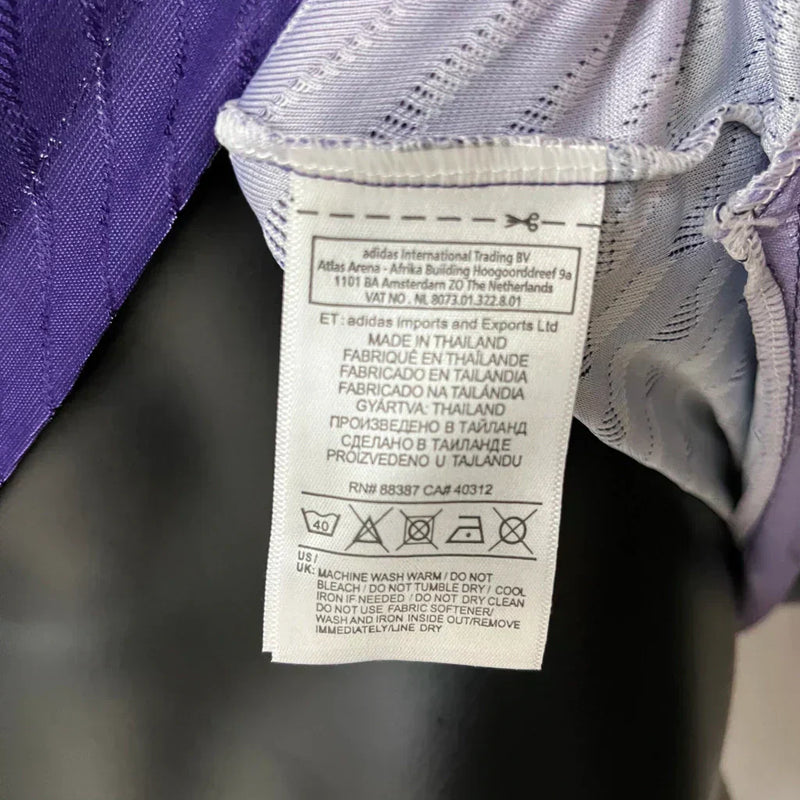 adidas International Trading BV
Atlas Arena - Afrika Building Hoogoorddreef 9a
1101 BA Amsterdam ZO The Netherlands
VAT NO . NL 8073.01.322.8.01
ET: adidas Imports and Exports Ltd
MADE IN THAILAND
FABRIQUÉ EN THAÏLANDE
FABRICADO EN TAILANDIA
FABRICADO NA TAILÂNDIA
GYÁRTVA: THAILAND
ПРОИЗВЕДЕНО В ТАЙЛАНД
СДЕЛАНО В ТАИЛАНДЕ
PROIZVEDENO U TAJLANDU
RN# 88387 CA# 40312
40
US/
UK: MACHINE WASH WARM / DO NOT
BLEACH / DO NOT TUMBLE DRY / COOL
IRON IF NEEDED / DO NOT DRY CLEAN
DO NOT USE FABRIC SOFTENER/
WASH AND IRON INSIDE OUT/REMOVE
IMMEDIATELY/LINE DRY